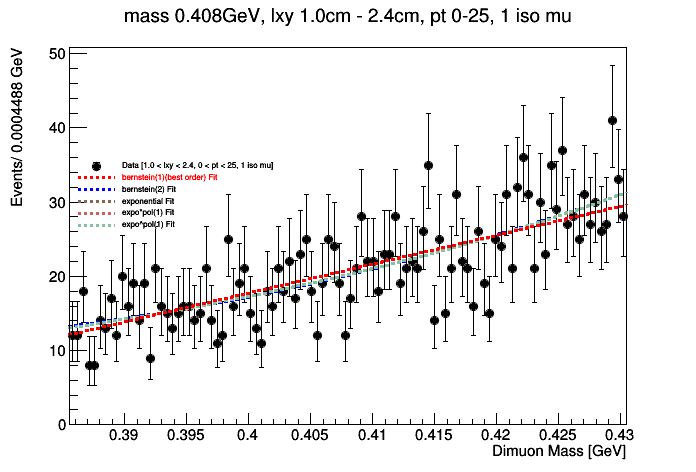 mass 0.408GeV, lxy 1.0cm - 2.4cm, pt 0-25, 1 iso mu
Events/ 0.0004488 GeV
50
40
30
20
10
0
Data [1.0 < lxy < 2.4, 0 < pt < 25, 1 iso mu]
bernstein(1)(best order) Fit
bernstein(2) Fit
exponential Fit
expo*pol(1) Fit
expo*pol(1) Fit
0.39 0.395 0.4 0.405 0.41 0.415 0.42 0.425 0.43
Dimuon Mass [GeV]